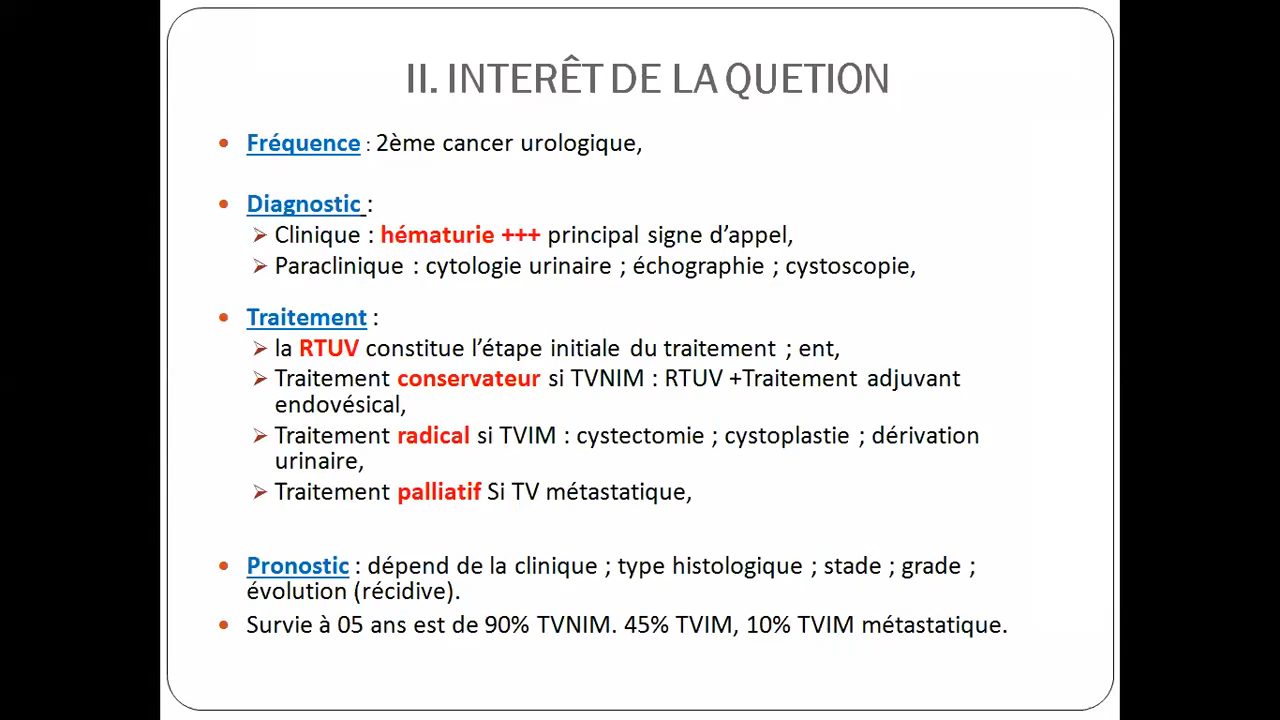 II. INTERÊT DE LA QUETION
• Fréquence : 2ème cancer urologique,
• Diagnostic :
➢ Clinique : hématurie +++ principal signe d’appel,
➢ Paraclinique : cytologie urinaire ; échographie ; cystoscopie,
• Traitement :
➢ la RTUV constitue l’étape initiale du traitement ; ent,
➢ Traitement conservateur si TVNIM : RTUV +Traitement adjuvant
endovésical,
➢ Traitement radical si TVIM : cystectomie ; cystoplastie ; dérivation
urinaire,
➢ Traitement palliatif Si TV métastatique,
• Pronostic : dépend de la clinique ; type histologique ; stade ; grade ;
évolution (récidive).
• Survie à 05 ans est de 90% TVNIM. 45% TVIM, 10% TVIM métastatique.